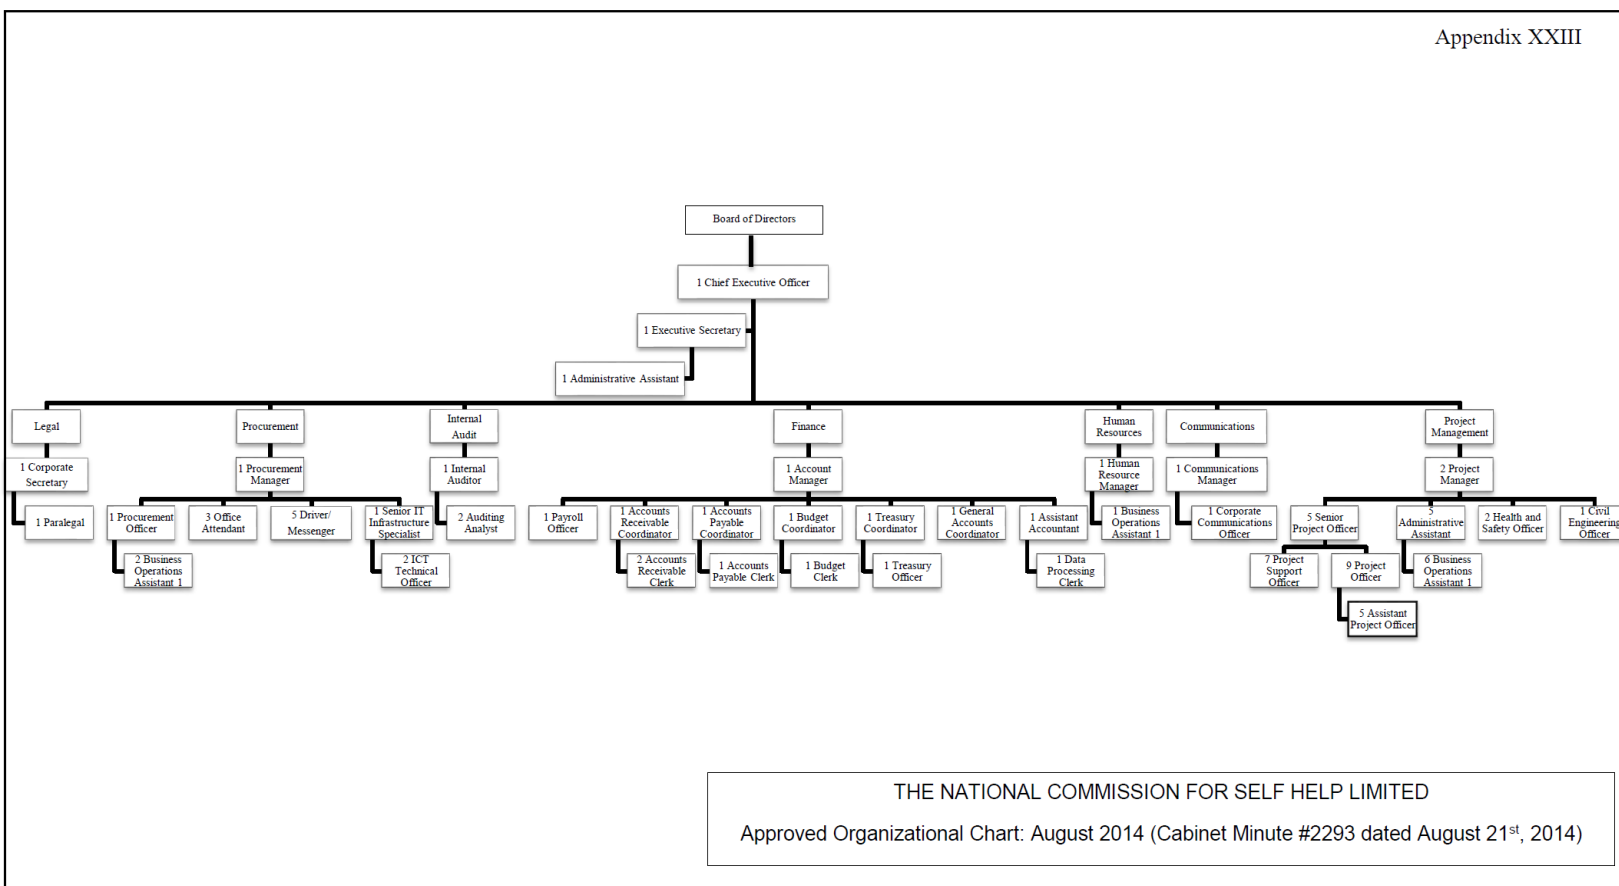 Appendix XXIII
Board of Directors
1 Chief Executive Officer
1 Executive Secretary
1 Administrative Assistant
Legal
Procurement
Internal
Audit
Finance
Human
Resources
Communications
Project
Management
1 Corporate
Secretary
1 Procurement
Manager
1 Internal
Auditor
1 Account
Manager
1 Human
Resource
Manager
1 Communications
Manager
2 Project
Manager
1 Paralegal
1 Procurement
Officer
3 Office
Attendant
5 Driver/
Messenger
1 Senior IT
Infrastructure
Specialist
2 Auditing
Analyst
1 Payroll
Officer
1 Accounts
Receivable
Coordinator
1 Accounts
Payable
Coordinator
1 Budget
Coordinator
1 Treasury
Coordinator
1 General
Accounts
Coordinator
1 Assistant
Accountant
1 Business
Operations
Assistant 1
1 Corporate
Communications
Officer
5 Senior
Project Officer
5
Administrative
Assistant
2 Health and
Safety Officer
1 Civil
Engineering
Officer
2 Business
Operations
Assistant 1
2 ICT
Technical
Officer
2 Accounts
Receivable
Clerk
1 Accounts
Payable Clerk
1 Budget
Clerk
1 Treasury
Officer
1 Data
Processing
Clerk
7 Project
Support
Officer
9 Project
Officer
6 Business
Operations
Assistant 1
5 Assistant
Project Officer
THE NATIONAL COMMISSION FOR SELF HELP LIMITED
Approved Organizational Chart: August 2014 (Cabinet Minute #2293 dated August 21st, 2014)